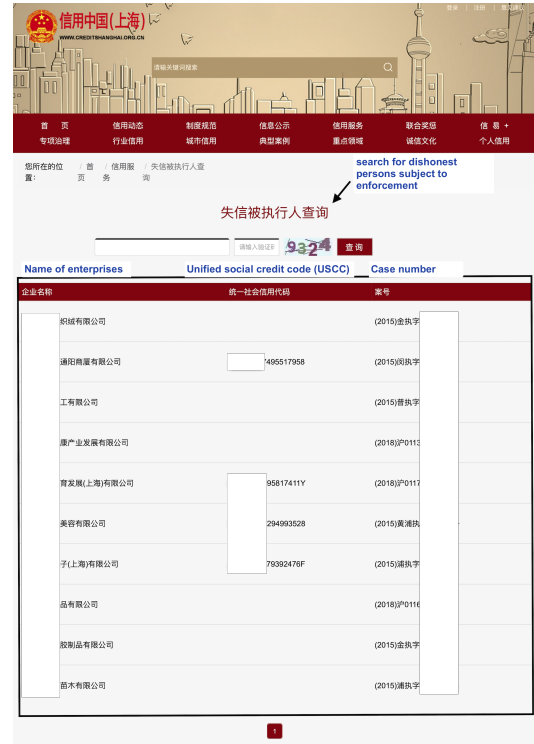 登录 | 注册 |
信用中国(上海)
WWW.CREDITSHANGHAI.ORG.CN
请输关键词搜索
首 页 信用动态 制度规范 信息公示 信用服务 联合奖惩 信 易 +
专项治理 行业信用 城市信用 典型案例 重点领域 诚信文化 个人信用
您所在的位置: / 首页 / 信用服务 / 失信被执行人查询
search for dishonest
persons subject to
enforcement
失信被执行人查询
请输入验证码 9324 查 询
Name of enterprises Unified social credit code (USCC) Case number
企业名称 统一社会信用代码 案号
织绒有限公司 (2015)金执字
通阳商厦有限公司 495517958 (2015)闵执字
工有限公司 (2015)普执字
康产业发展有限公司 (2018)沪0113
育发展(上海)有限公司 95817411Y (2018)沪0117
美容有限公司 294993528 (2015)黄浦执
子(上海)有限公司 79392476F (2015)浦执字
品有限公司 (2018)沪0116
胶制品有限公司 (2015)金执字
苗木有限公司 (2015)浦执字
1